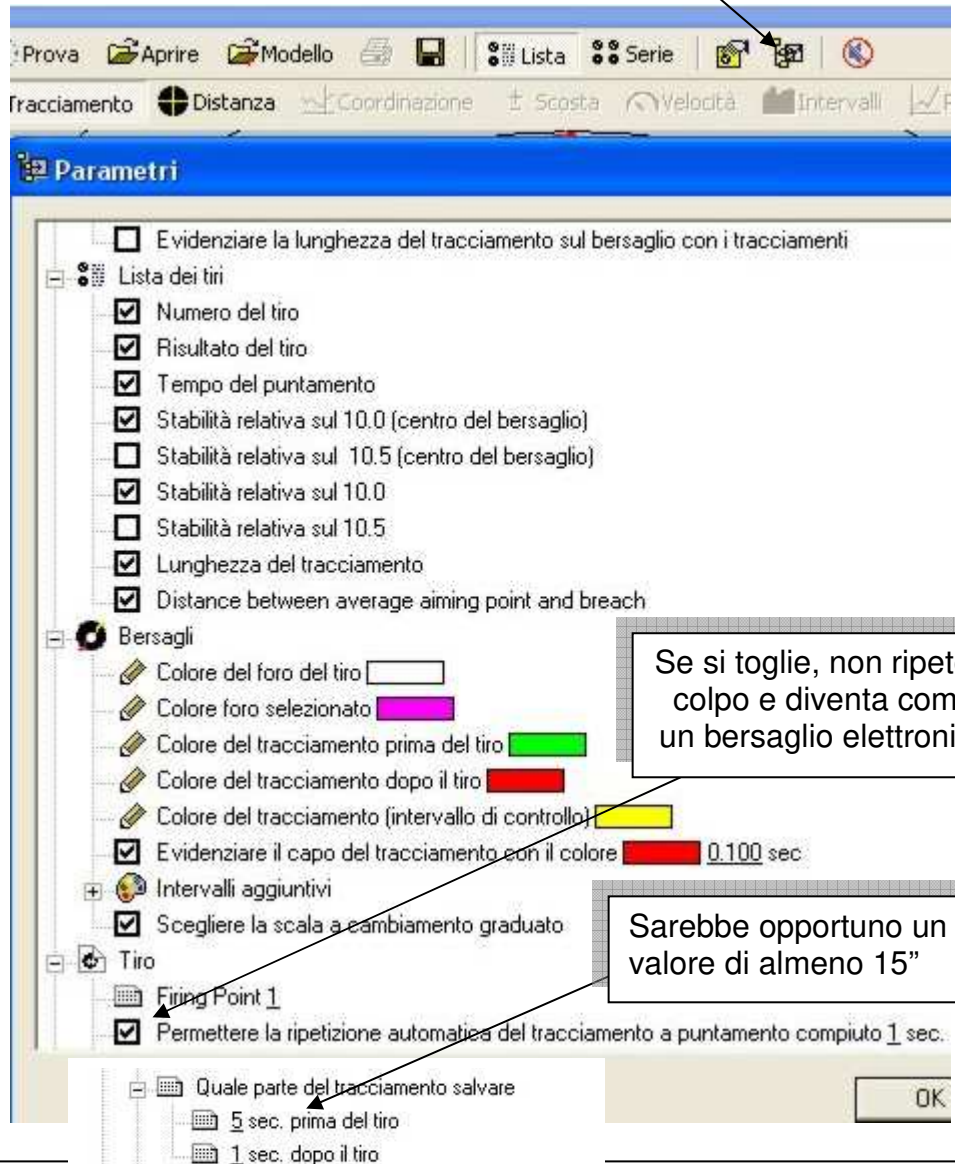 Prova Aprire Modello Lista Serie
Tracciamento Distanza Coordinazione ± Scosta Velocità Intervalli
Parametri
Evidenziare la lunghezza del tracciamento sul bersaglio con i tracciamenti
Lista dei tiri
Numero del tiro
Risultato del tiro
Tempo del puntamento
Stabilità relativa sul 10.0 (centro del bersaglio)
Stabilità relativa sul 10.5 (centro del bersaglio)
Stabilità relativa sul 10.0
Stabilità relativa sul 10.5
Lunghezza del tracciamento
Distance between average aiming point and breach
Bersagli
Colore del foro del tiro
Colore foro selezionato
Colore del tracciamento prima del tiro
Colore del tracciamento dopo il tiro
Colore del tracciamento (intervallo di controllo)
Evidenziare il capo del tracciamento con il colore 0.100 sec
Intervalli aggiuntivi
Scegliere la scala a cambiamento graduato
Tiro
Firing Point 1
Permettere la ripetizione automatica del tracciamento a puntamento compiuto 1 sec.
Quale parte del tracciamento salvare
5 sec. prima del tiro
1 sec. dopo il tiro
OK
Se si toglie, non ripet
colpo e diventa com
un bersaglio elettroni
Sarebbe opportuno un
valore di almeno 15”